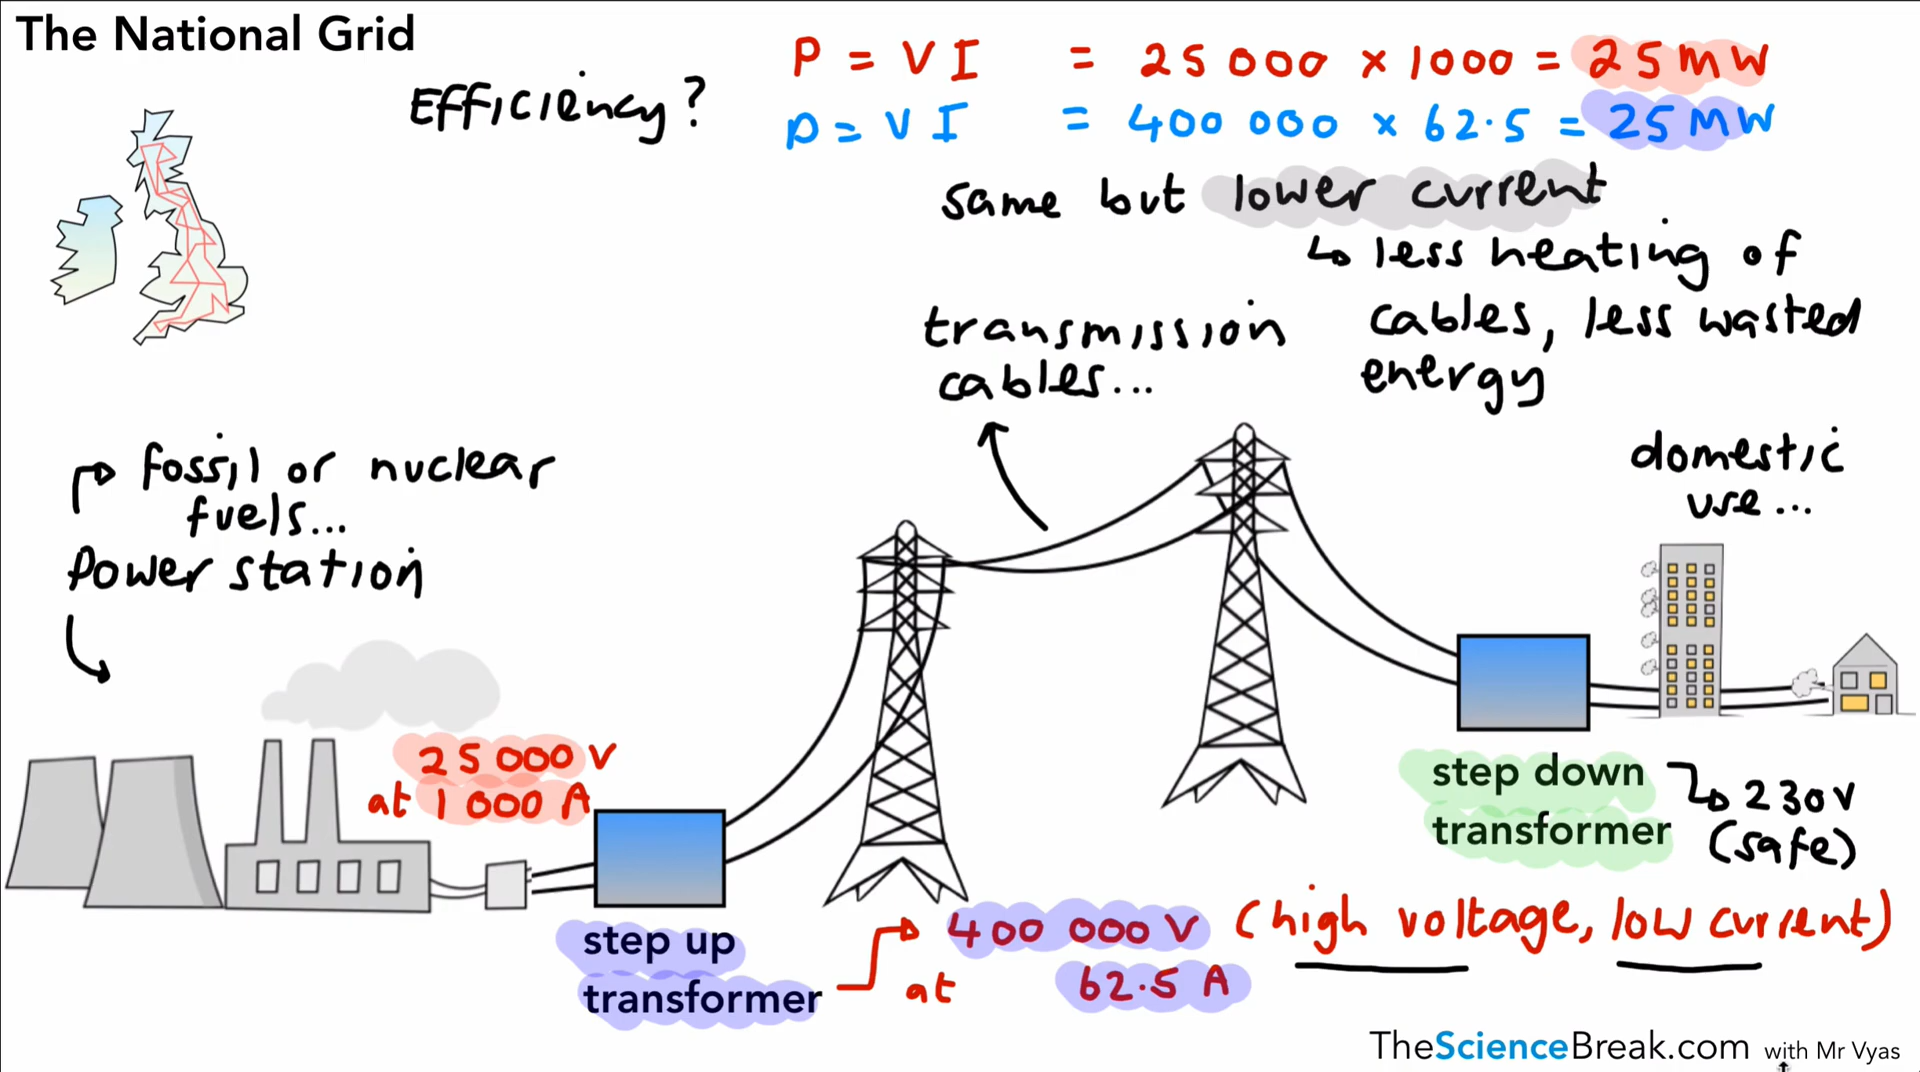 The National Grid
Efficiency?
P = VI = 25 000 × 1000 = 25 MW
P = VI = 400 000 × 62.5 = 25 MW
same but lower current
↳ less heating of
cables, less wasted
energy
transmission
cables...
fossil or nuclear
fuels...
Power station
domestic
use...
25 000 V
at 1 000 A
step up
transformer
400 000 V (high voltage, low current)
at 62.5 A
step down
transformer
230V
(safe)
TheScienceBreak.com with Mr Vyas